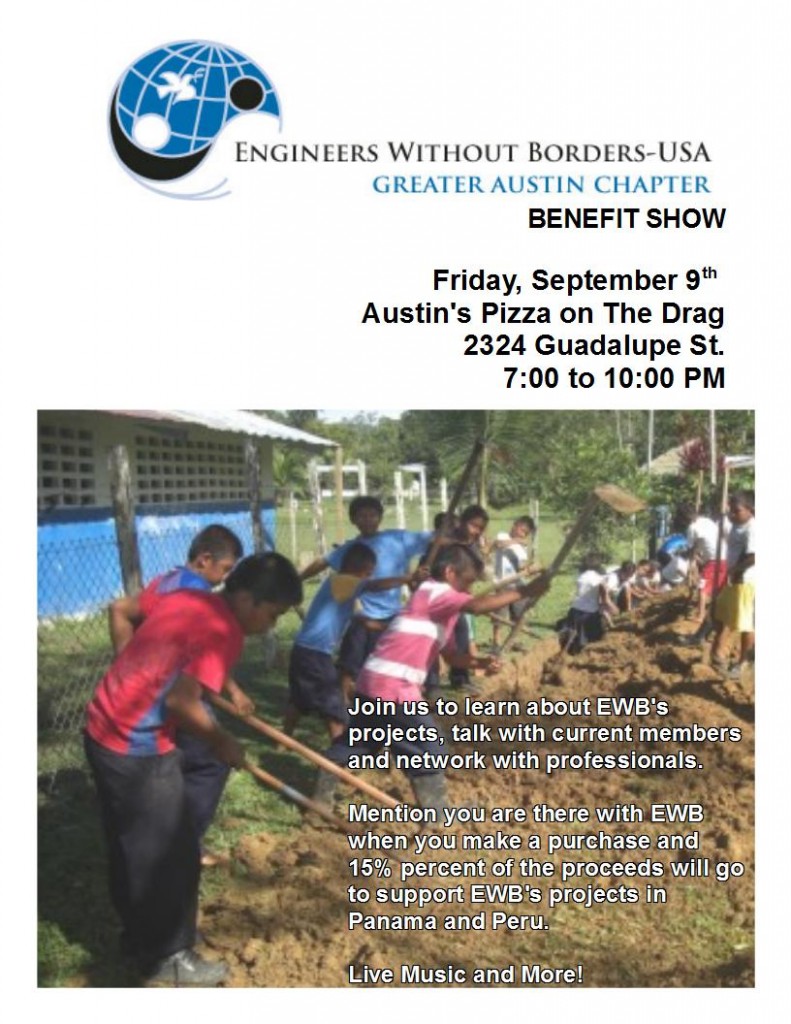 ENGINEERS WITHOUT BORDERS-USA
GREATER AUSTIN CHAPTER
BENEFIT SHOW
Friday, September 9th
Austin's Pizza on The Drag
2324 Guadalupe St.
7:00 to 10:00 PM
Join us to learn about EWB's
projects, talk with current members
and network with professionals.
Mention you are there with EWB
when you make a purchase and
15% percent of the proceeds will go
to support EWB's projects in
Panama and Peru.
Live Music and More!